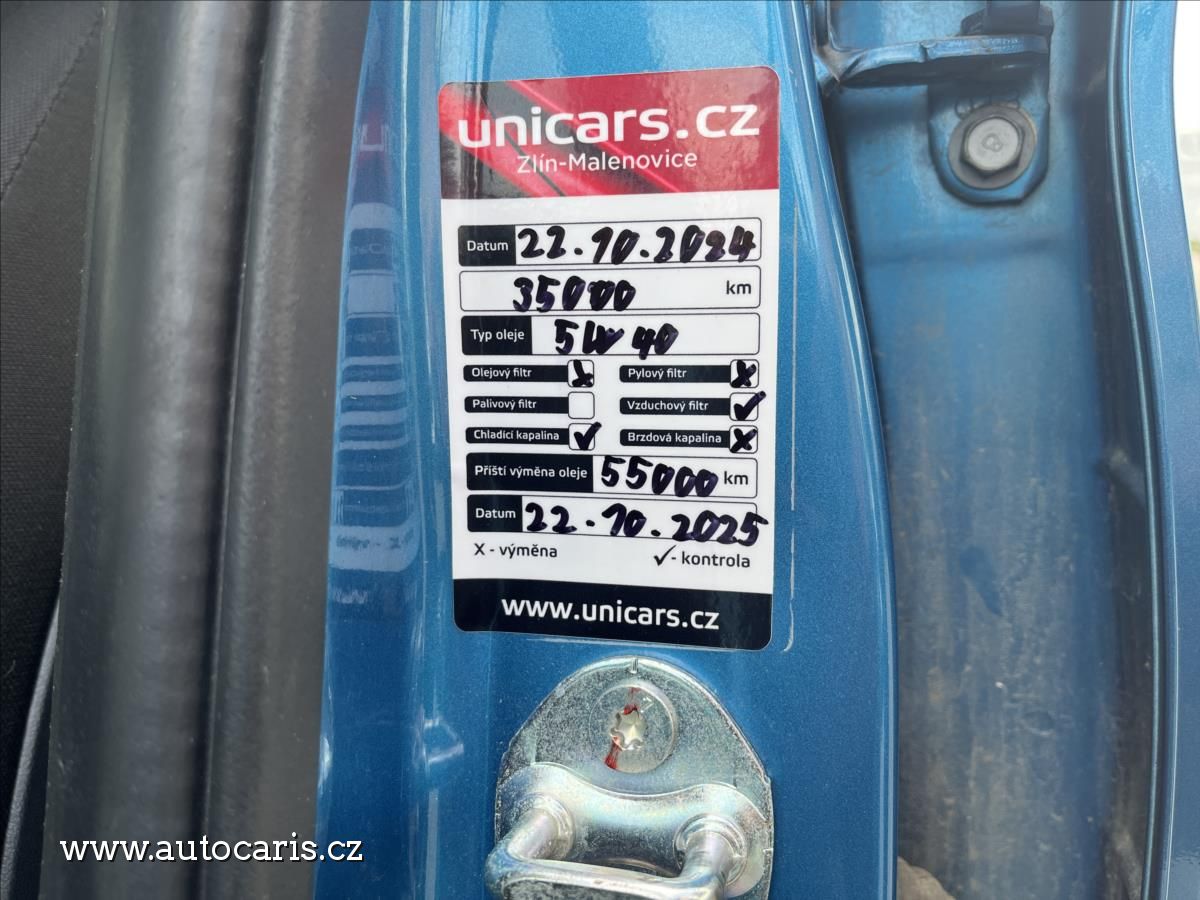 unicars.cz
Zlín-Malenovice
Datum 22.10.2024
35000 km
Typ oleje 5W40
Olejový filtr X Pylový filtr X
Palivový filtr Vzduchový filtr ✓
Chladící kapalina ✓ Brzdová kapalina X
Příští výměna oleje 55000 km
Datum 22.10.2025
X - výměna ✓- kontrola
www.unicars.cz
www.autocaris.cz